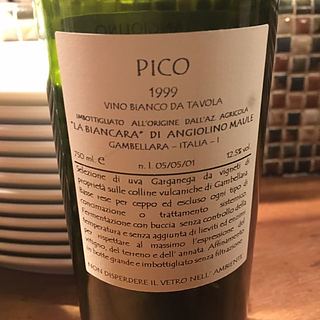 PICO
1999
VINO BIANCO DA TAVOLA
IMBOTTIGLIATO ALL'ORIGINE DALL'AZ. AGRICOLA
"LA BIANCARA" DI ANGIOLINO MAULE
GAMBELLARA - ITALIA - I
750 ml. e n. l. 05/05/01 12.5% vol
Selezione di uva Garganega da vigneti di
proprietà sulle colline vulcaniche di Gambellara
basse rese per ceppo ed escluso ogni tipo di
concimazione o trattamento sistemico.
Fermentazione con buccia senza controllo della
temperatura e senza aggiunta di lieviti ed enzimi
per rispettare al massimo l'espressione del
vitigno, del terreno e dell' annata. Affinamento
in botte grande e imbottigliato senza filtrazione
NON DISPERDERE IL VETRO NELL' AMBIENTE